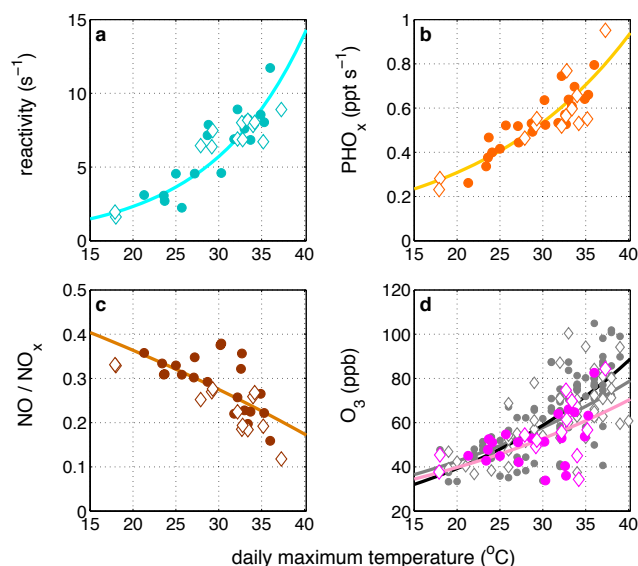 a
b
reactivity (s⁻¹)
15
10
5
0
15 20 25 30 35 40
PHOₓ (ppt s⁻¹)
1
0.8
0.6
0.4
0.2
0
15 20 25 30 35 40
c
d
NO / NOₓ
0.5
0.4
0.3
0.2
0.1
0
15 20 25 30 35 40
O₃ (ppb)
120
100
80
60
40
20
15 20 25 30 35 40
daily maximum temperature (°C)